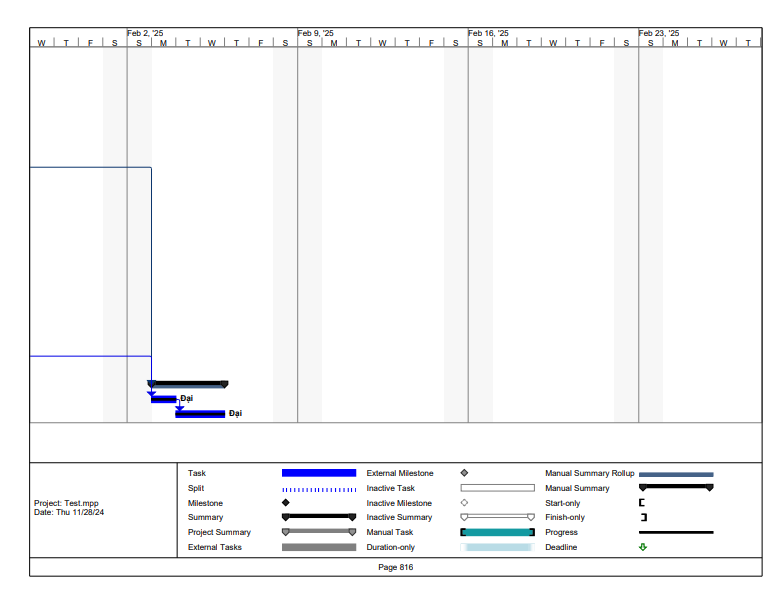 Feb 2, '25 Feb 9, '25 Feb 16, '25 Feb 23, '25
W T F S S M T W T F S S M T W T F S S M T W T F S S M T W T
Đại
Đại
Task External Milestone Manual Summary Rollup
Split Inactive Task Manual Summary
Milestone Inactive Milestone Start-only
Summary Inactive Summary Finish-only
Project Summary Manual Task Progress
External Tasks Duration-only Deadline
Project: Test.mpp
Date: Thu 11/28/24
Page 816